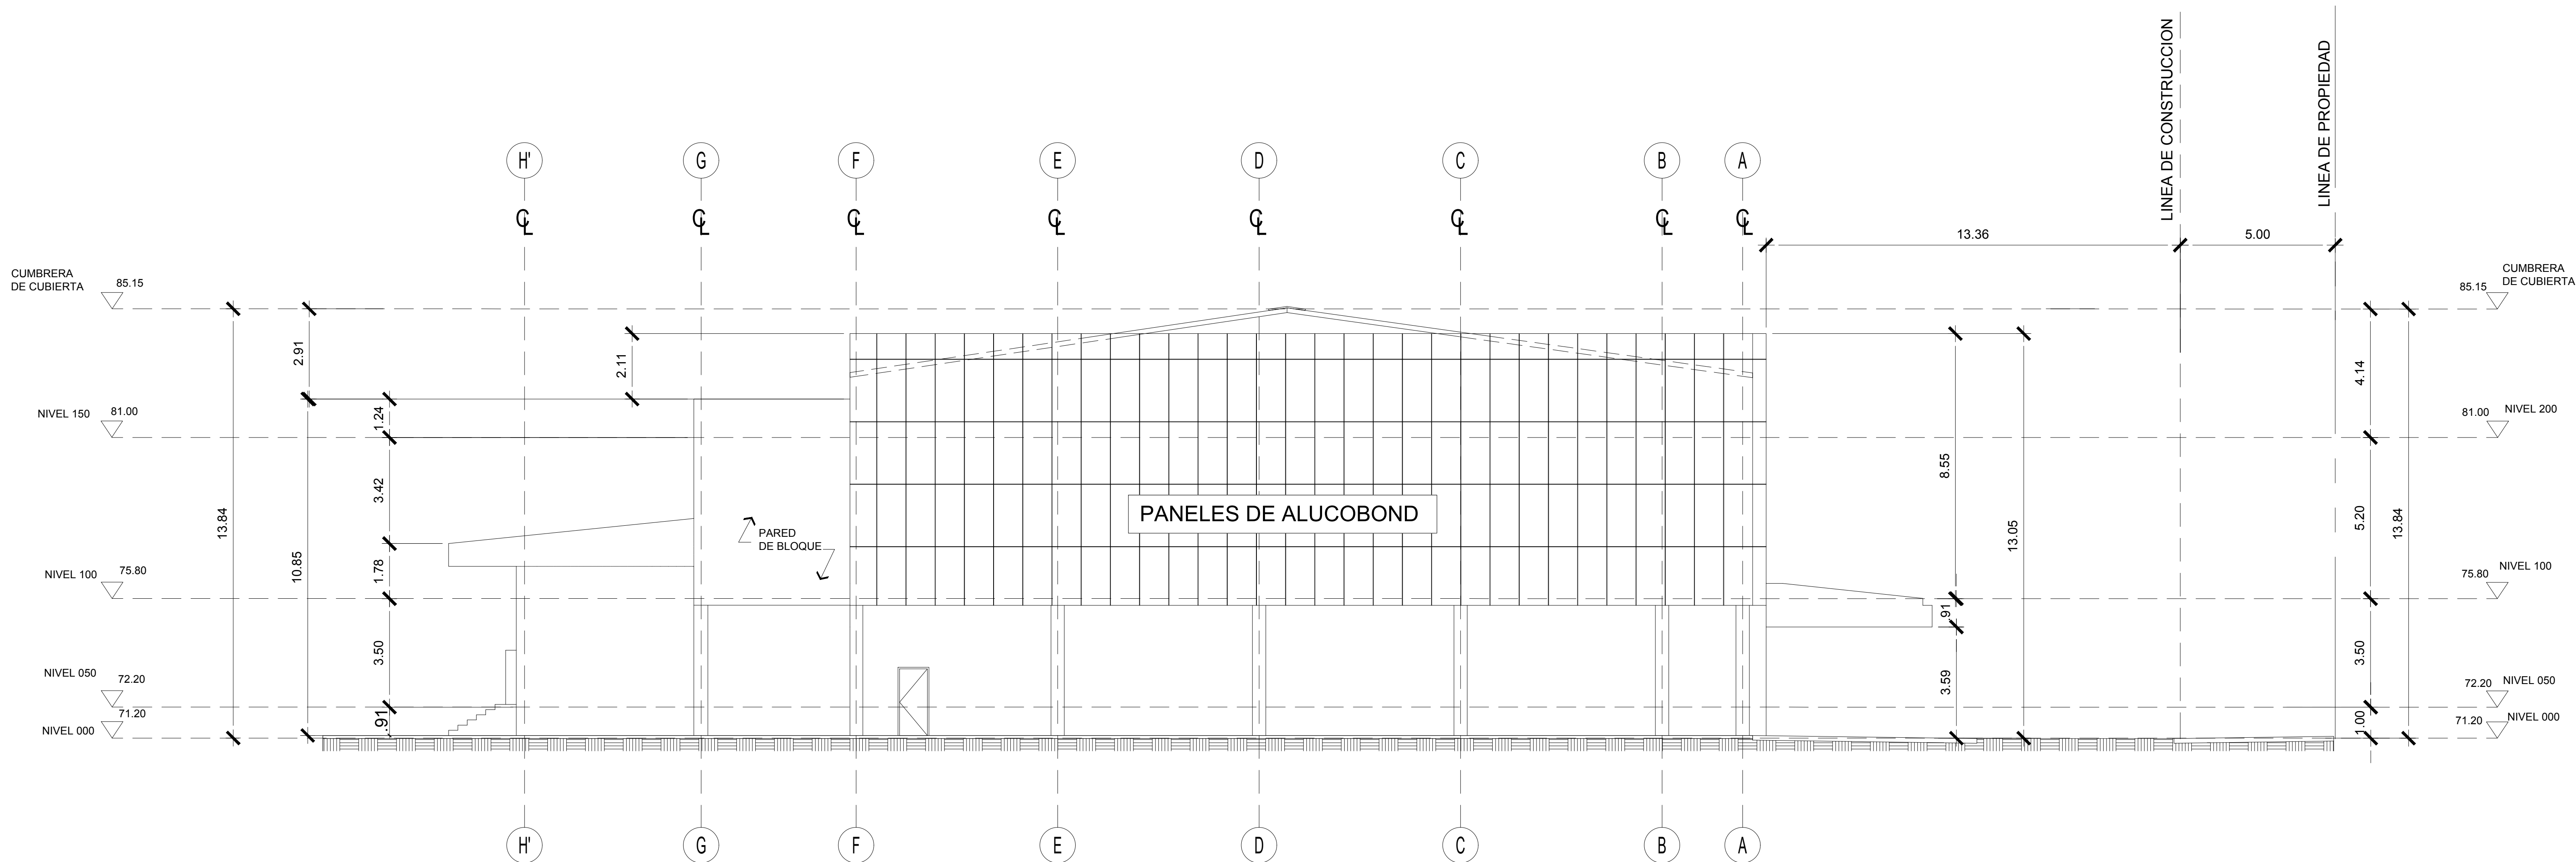 LINEA DE CONSTRUCCION
LINEA DE PROPIEDAD
H' G F E D C B A
℄ ℄ ℄ ℄ ℄ ℄ ℄ ℄
13.36 5.00
CUMBRERA
DE CUBIERTA
85.15
2.91
2.11
NIVEL 150 81.00
1.24
3.42
13.84
10.85
1.78
NIVEL 100 75.80
3.50
NIVEL 050 72.20
.91
71.20
NIVEL 000
PARED
DE BLOQUE
PANELES DE ALUCOBOND
8.55
13.05
.91
3.59
CUMBRERA
DE CUBIERTA
85.15
4.14
81.00 NIVEL 200
5.20
13.84
75.80 NIVEL 100
3.50
72.20 NIVEL 050
1.00
71.20 NIVEL 000
H' G F E D C B A